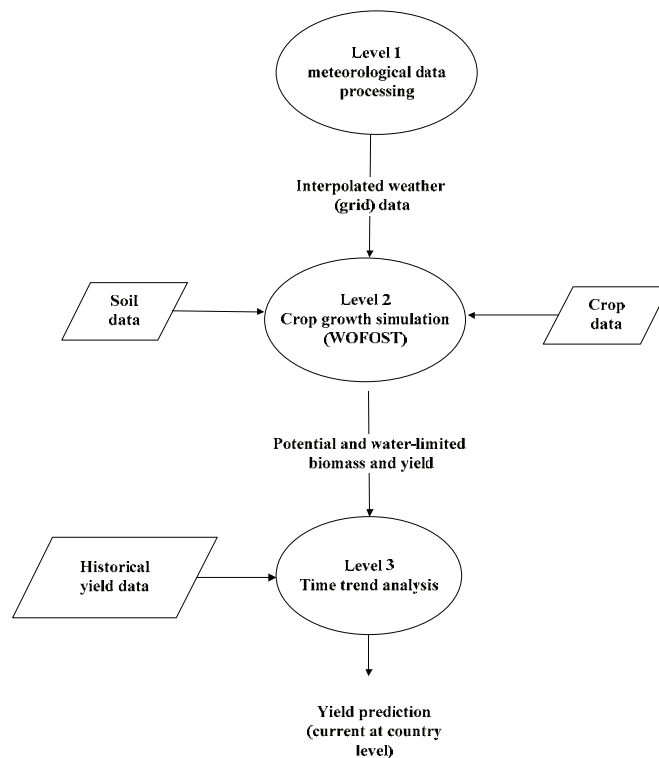 Level 1
meteorological data
processing
Interpolated weather
(grid) data
Soil
data
Level 2
Crop growth simulation
(WOFOST)
Crop
data
Potential and water-limited
biomass and yield
Historical
yield data
Level 3
Time trend analysis
Yield prediction
(current at country
level)